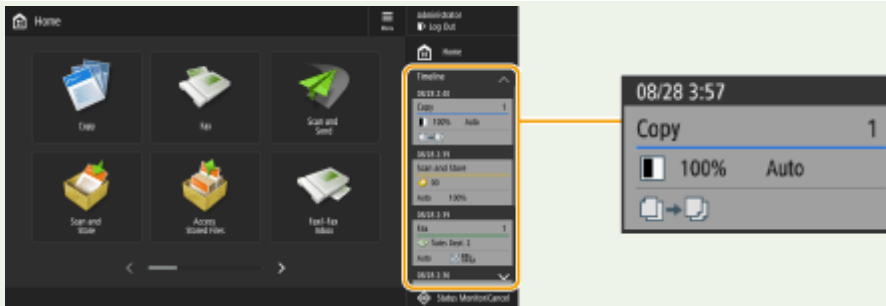 Home
Menu
Administrator
Log Out
Home
Copy
Fax
Scan and
Send
Scan and
Store
Access
Stored Files
Fax/I-Fax
Inbox
Timeline
Copy 1
100% Auto
Scan and Store
00
Auto 100%
Fax 1
Sales Dept. 2
Auto
Status Monitor/Cancel
08/28 3:57
Copy 1
100% Auto